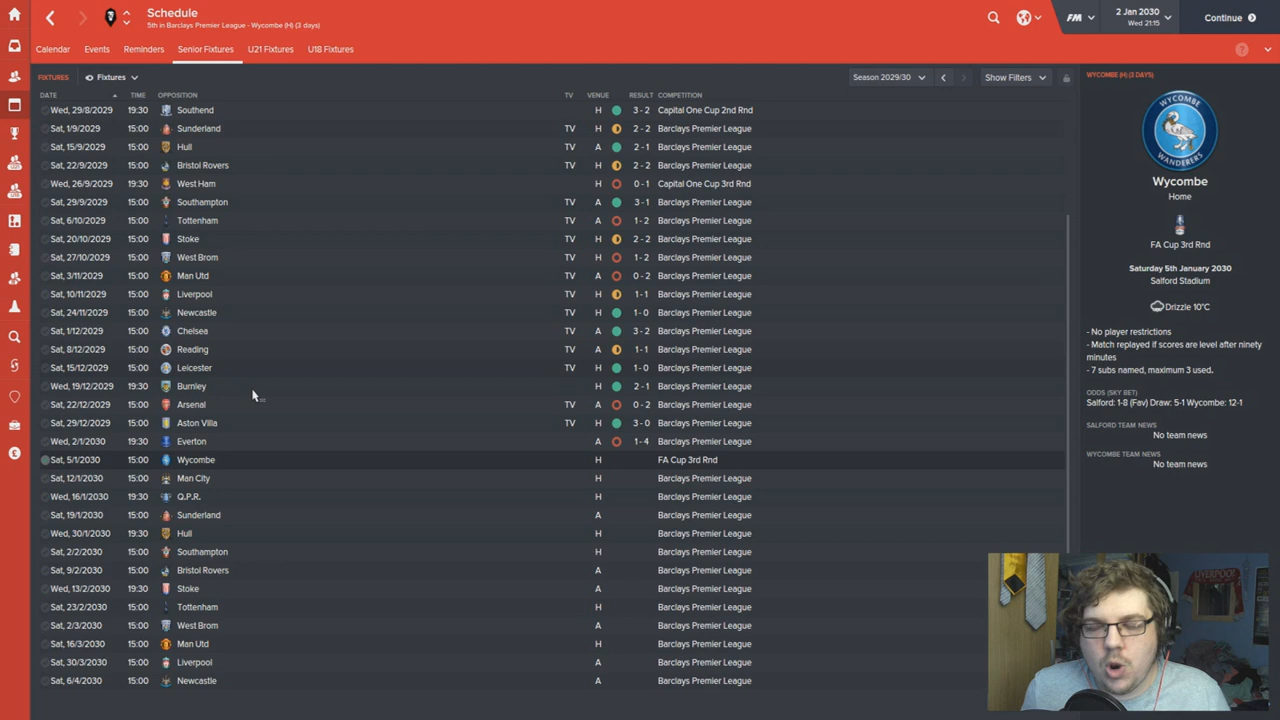 Schedule
5th in Barclays Premier League - Wycombe (H) (3 days)
FM
2 Jan 2030
Wed 21:15
Continue
Calendar Events Reminders Senior Fixtures U21 Fixtures U18 Fixtures
FIXTURES Fixtures Season 2029/30 Show Filters
DATE TIME OPPOSITION TV VENUE RESULT COMPETITION
Wed, 29/8/2029 19:30 Southend H 3 - 2 Capital One Cup 2nd Rnd
Sat, 1/9/2029 15:00 Sunderland TV H 2 - 2 Barclays Premier League
Sat, 15/9/2029 15:00 Hull TV A 2 - 1 Barclays Premier League
Sat, 22/9/2029 15:00 Bristol Rovers TV H 2 - 2 Barclays Premier League
Wed, 26/9/2029 19:30 West Ham H 0 - 1 Capital One Cup 3rd Rnd
Sat, 29/9/2029 15:00 Southampton TV A 3 - 1 Barclays Premier League
Sat, 6/10/2029 15:00 Tottenham TV A 1 - 2 Barclays Premier League
Sat, 20/10/2029 15:00 Stoke TV H 2 - 2 Barclays Premier League
Sat, 27/10/2029 15:00 West Brom TV H 1 - 2 Barclays Premier League
Sat, 3/11/2029 15:00 Man Utd TV A 0 - 2 Barclays Premier League
Sat, 10/11/2029 15:00 Liverpool TV H 1 - 1 Barclays Premier League
Sat, 24/11/2029 15:00 Newcastle TV H 1 - 0 Barclays Premier League
Sat, 1/12/2029 15:00 Chelsea TV A 3 - 2 Barclays Premier League
Sat, 8/12/2029 15:00 Reading TV A 1 - 1 Barclays Premier League
Sat, 15/12/2029 15:00 Leicester TV H 1 - 0 Barclays Premier League
Wed, 19/12/2029 19:30 Burnley H 2 - 1 Barclays Premier League
Sat, 22/12/2029 15:00 Arsenal TV A 0 - 2 Barclays Premier League
Sat, 29/12/2029 15:00 Aston Villa TV H 3 - 0 Barclays Premier League
Wed, 2/1/2030 19:30 Everton A 1 - 4 Barclays Premier League
Sat, 5/1/2030 15:00 Wycombe H FA Cup 3rd Rnd
Sat, 12/1/2030 15:00 Man City H Barclays Premier League
Wed, 16/1/2030 19:30 Q.P.R. H Barclays Premier League
Sat, 19/1/2030 15:00 Sunderland A Barclays Premier League
Wed, 30/1/2030 19:30 Hull H Barclays Premier League
Sat, 2/2/2030 15:00 Southampton H Barclays Premier League
Sat, 9/2/2030 15:00 Bristol Rovers A Barclays Premier League
Wed, 13/2/2030 19:30 Stoke A Barclays Premier League
Sat, 23/2/2030 15:00 Tottenham H Barclays Premier League
Sat, 2/3/2030 15:00 West Brom A Barclays Premier League
Sat, 16/3/2030 15:00 Man Utd H Barclays Premier League
Sat, 30/3/2030 15:00 Liverpool A Barclays Premier League
Sat, 6/4/2030 15:00 Newcastle A Barclays Premier League
WYCOMBE (H) (3 DAYS)
WYCOMBE
WANDERERS
Wycombe
Home
FA Cup 3rd Rnd
Saturday 5th January 2030
Salford Stadium
Drizzle 10°C
- No player restrictions
- Match replayed if scores are level after ninety
minutes
- 7 subs named, maximum 3 used.
ODDS (SKY BET)
Salford: 1-8 (Fav) Draw: 5-1 Wycombe: 12-1
SALFORD TEAM NEWS
No team news
WYCOMBE TEAM NEWS
No team news
LIVERPOOL